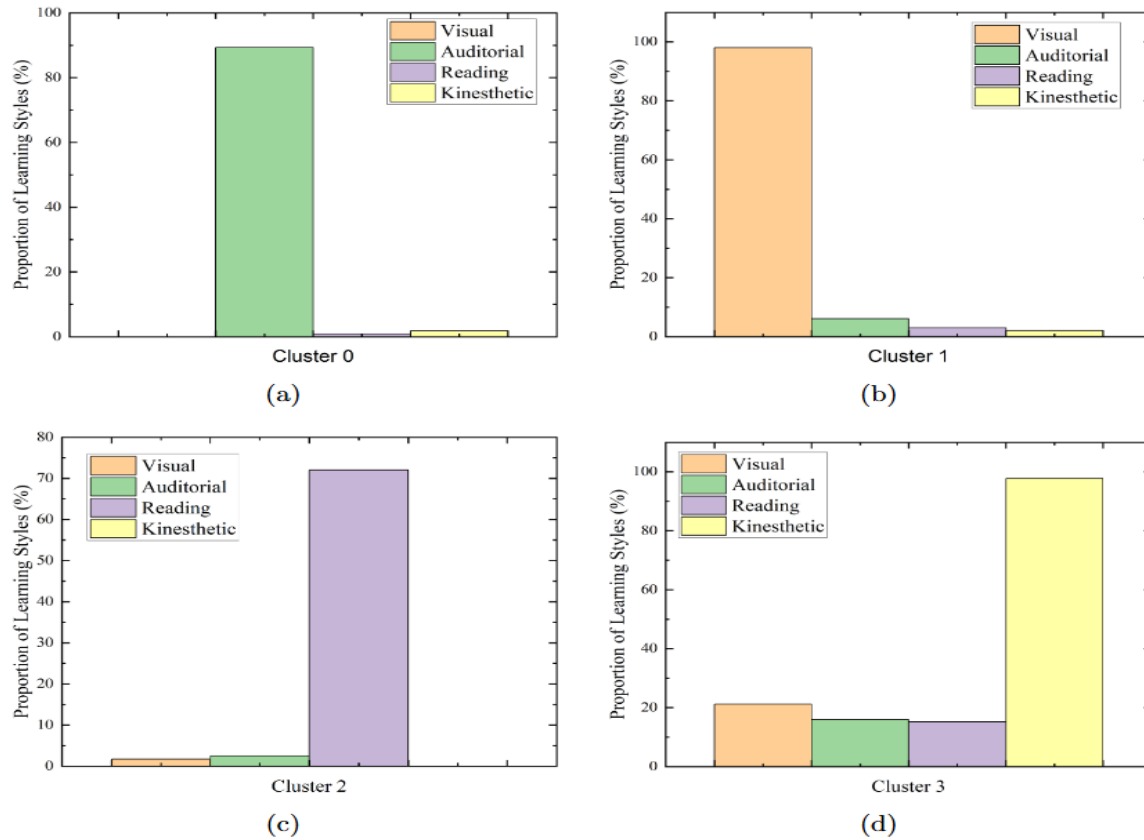 Proportion of Learning Styles (%)
100
80
60
40
20
0
Visual
Auditorial
Reading
Kinesthetic
Cluster 0
(a)
Proportion of Learning Styles (%)
100
80
60
40
20
0
Visual
Auditorial
Reading
Kinesthetic
Cluster 1
(b)
Proportion of Learning Styles (%)
80
70
60
50
40
30
20
10
0
Visual
Auditorial
Reading
Kinesthetic
Cluster 2
(c)
Proportion of Learning Styles (%)
100
80
60
40
20
0
Visual
Auditorial
Reading
Kinesthetic
Cluster 3
(d)